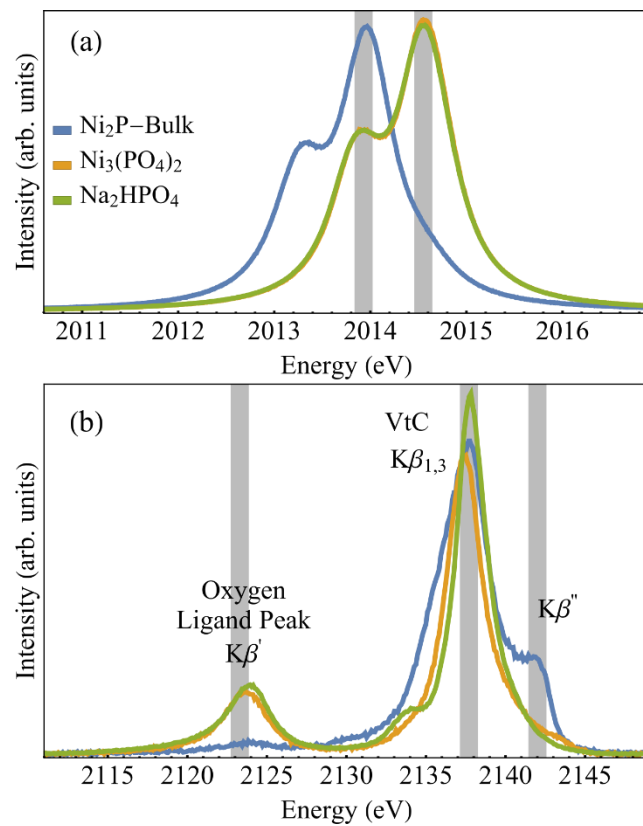 (a)
Intensity (arb. units)
Ni₂P−Bulk
Ni₃(PO₄)₂
Na₂HPO₄
2011 2012 2013 2014 2015 2016
Energy (eV)
(b)
Intensity (arb. units)
VtC
Kβ₁,₃
Kβ"
Oxygen
Ligand Peak
Kβ'
2115 2120 2125 2130 2135 2140 2145
Energy (eV)